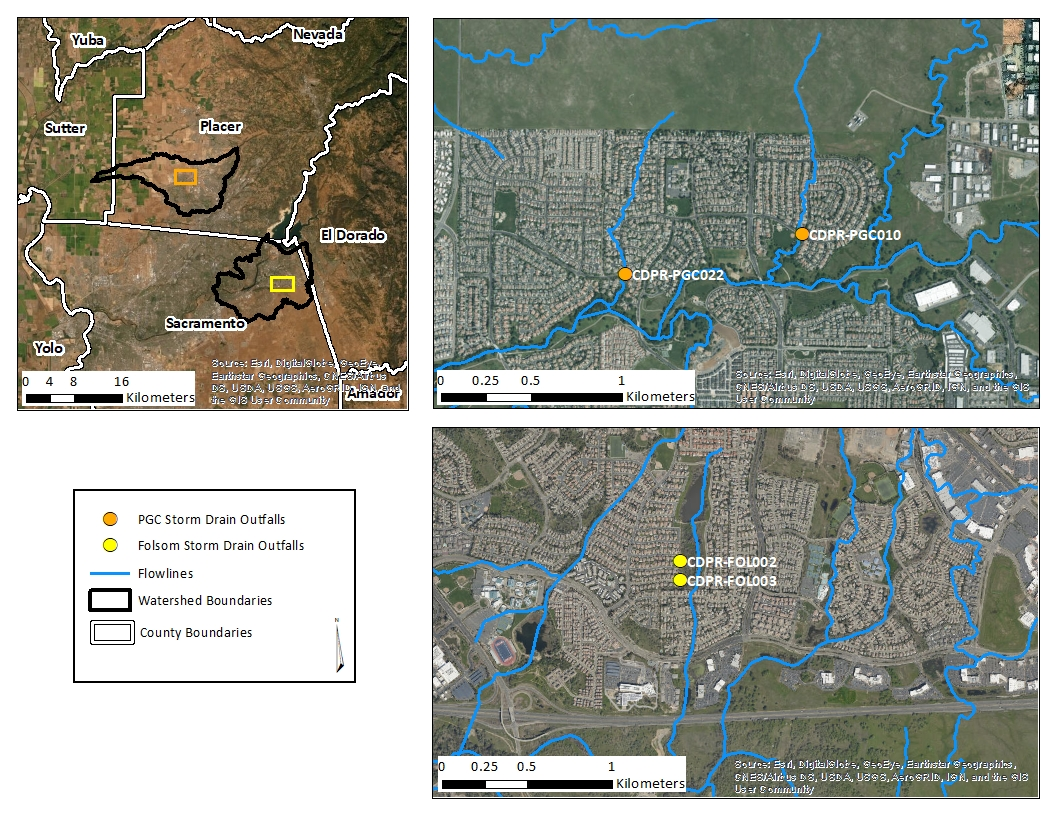 Yuba
Nevada
Sutter
Placer
El Dorado
Sacramento
Yolo
Amador
Source: Esri, DigitalGlobe, GeoEye,
Earthstar Geographics, CNES/Airbus
DS, USDA, USGS, AeroGRID, IGN, and
the GIS User Community
0 4 8 16
Kilometers
CDPR-PGC010
CDPR-PGC022
0 0.25 0.5 1
Kilometers
Source: Esri, DigitalGlobe, GeoEye, Earthstar Geographics,
CNES/Airbus DS, USDA, USGS, AeroGRID, IGN, and the GIS
User Community
PGC Storm Drain Outfalls
Folsom Storm Drain Outfalls
Flowlines
Watershed Boundaries
County Boundaries
N
CDPR-FOL002
CDPR-FOL003
0 0.25 0.5 1
Kilometers
Source: Esri, DigitalGlobe, GeoEye, Earthstar Geographics,
CNES/Airbus DS, USDA, USGS, AeroGRID, IGN, and the GIS
User Community